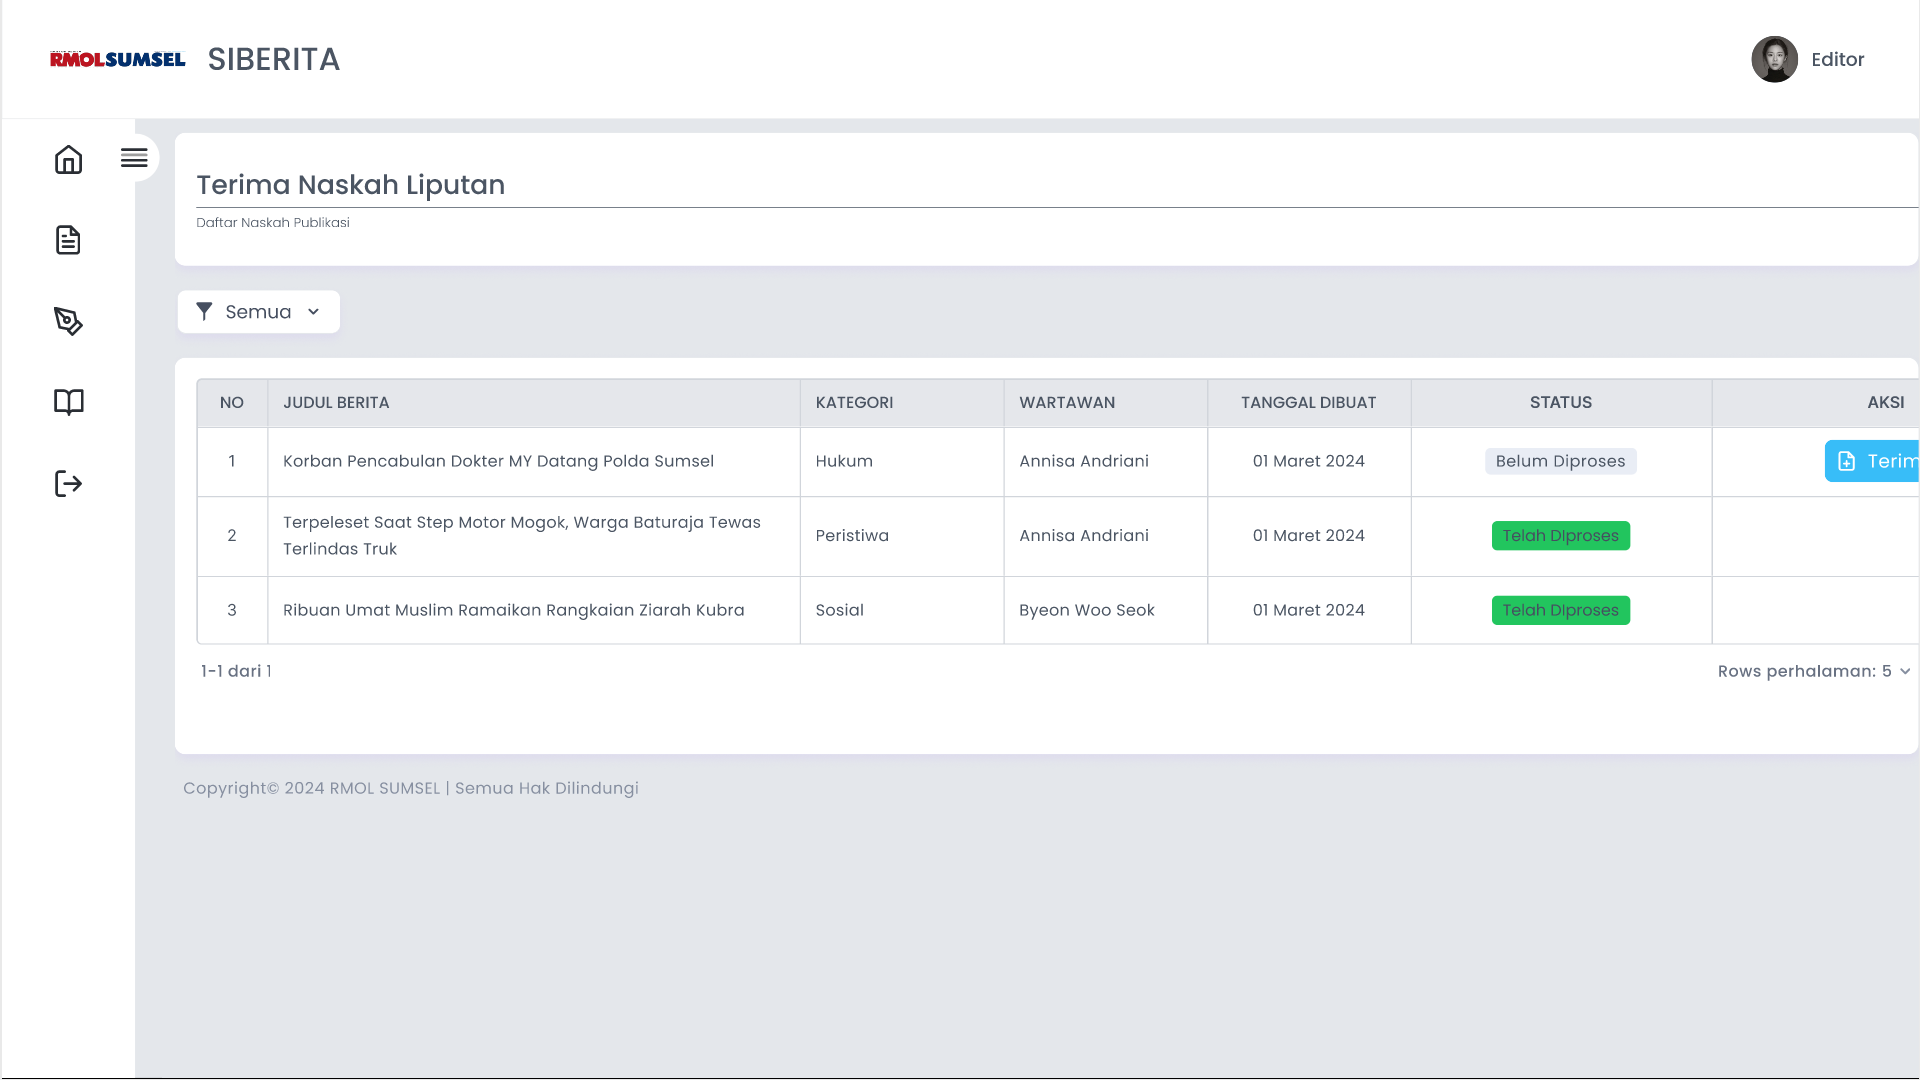 RMOLSUMSEL SIBERITA
Editor
Terima Naskah Liputan
Daftar Naskah Publikasi
Semua
NO JUDUL BERITA KATEGORI WARTAWAN TANGGAL DIBUAT STATUS AKSI
1 Korban Pencabulan Dokter MY Datang Polda Sumsel Hukum Annisa Andriani 01 Maret 2024 Belum Diproses Terim
2 Terpeleset Saat Step Motor Mogok, Warga Baturaja Tewas
Terlindas Truk Peristiwa Annisa Andriani 01 Maret 2024 Telah DIproses
3 Ribuan Umat Muslim Ramaikan Rangkaian Ziarah Kubra Sosial Byeon Woo Seok 01 Maret 2024 Telah DIproses
1-1 dari 1 Rows perhalaman: 5
Copyright© 2024 RMOL SUMSEL | Semua Hak Dilindungi